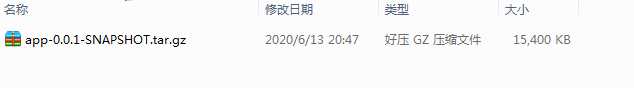 名称 修改日期 类型 大小
app-0.0.1-SNAPSHOT.tar.gz 2020/6/13 20:47 好压 GZ 压缩文件 15,400 KB